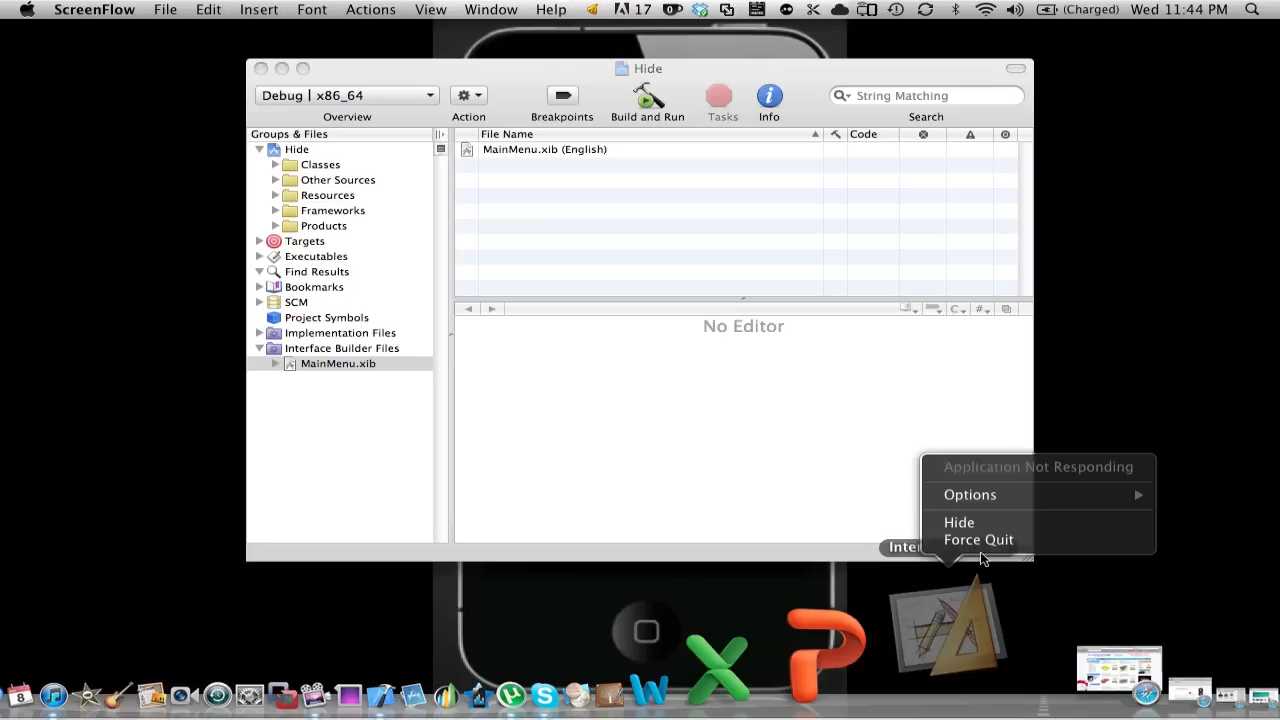 ScreenFlow File Edit Insert Font Actions View Window Help 17 (Charged) Wed 11:44 PM
Hide
Debug | x86_64 String Matching
Overview Action Breakpoints Build and Run Tasks Info Search
Groups & Files File Name Code
Hide MainMenu.xib (English)
Classes
Other Sources
Resources
Frameworks
Products
Targets
Executables
Find Results
Bookmarks
SCM
Project Symbols
Implementation Files
Interface Builder Files
MainMenu.xib
No Editor
Application Not Responding
Options
Hide
Force Quit
Inter
8